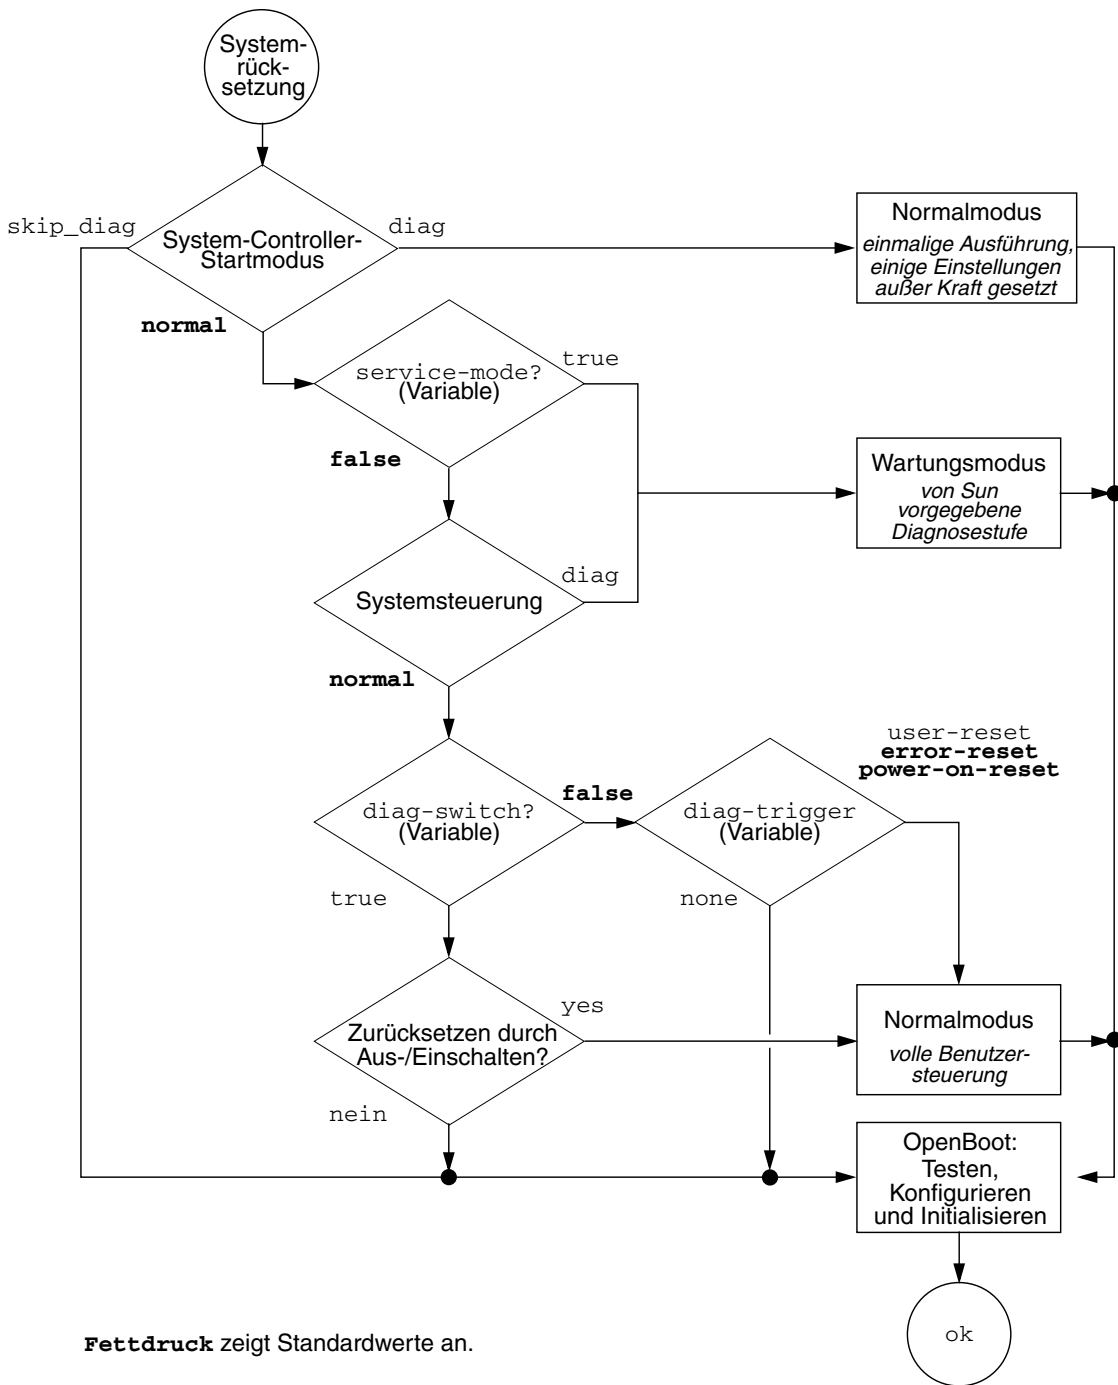 System-
rück-
setzung
skip_diag
diag
System-Controller-
Startmodus
normal
Normalmodus
einmalige Ausführung,
einige Einstellungen
außer Kraft gesetzt
service-mode?
(Variable)
true
false
Wartungsmodus
von Sun
vorgegebene
Diagnosestufe
Systemsteuerung
diag
normal
diag-switch?
(Variable)
false
true
diag-trigger
(Variable)
user-reset
error-reset
power-on-reset
none
Zurücksetzen durch
Aus-/Einschalten?
yes
nein
Normalmodus
volle Benutzer-
steuerung
OpenBoot:
Testen,
Konfigurieren
und Initialisieren
ok
Fettdruck zeigt Standardwerte an.